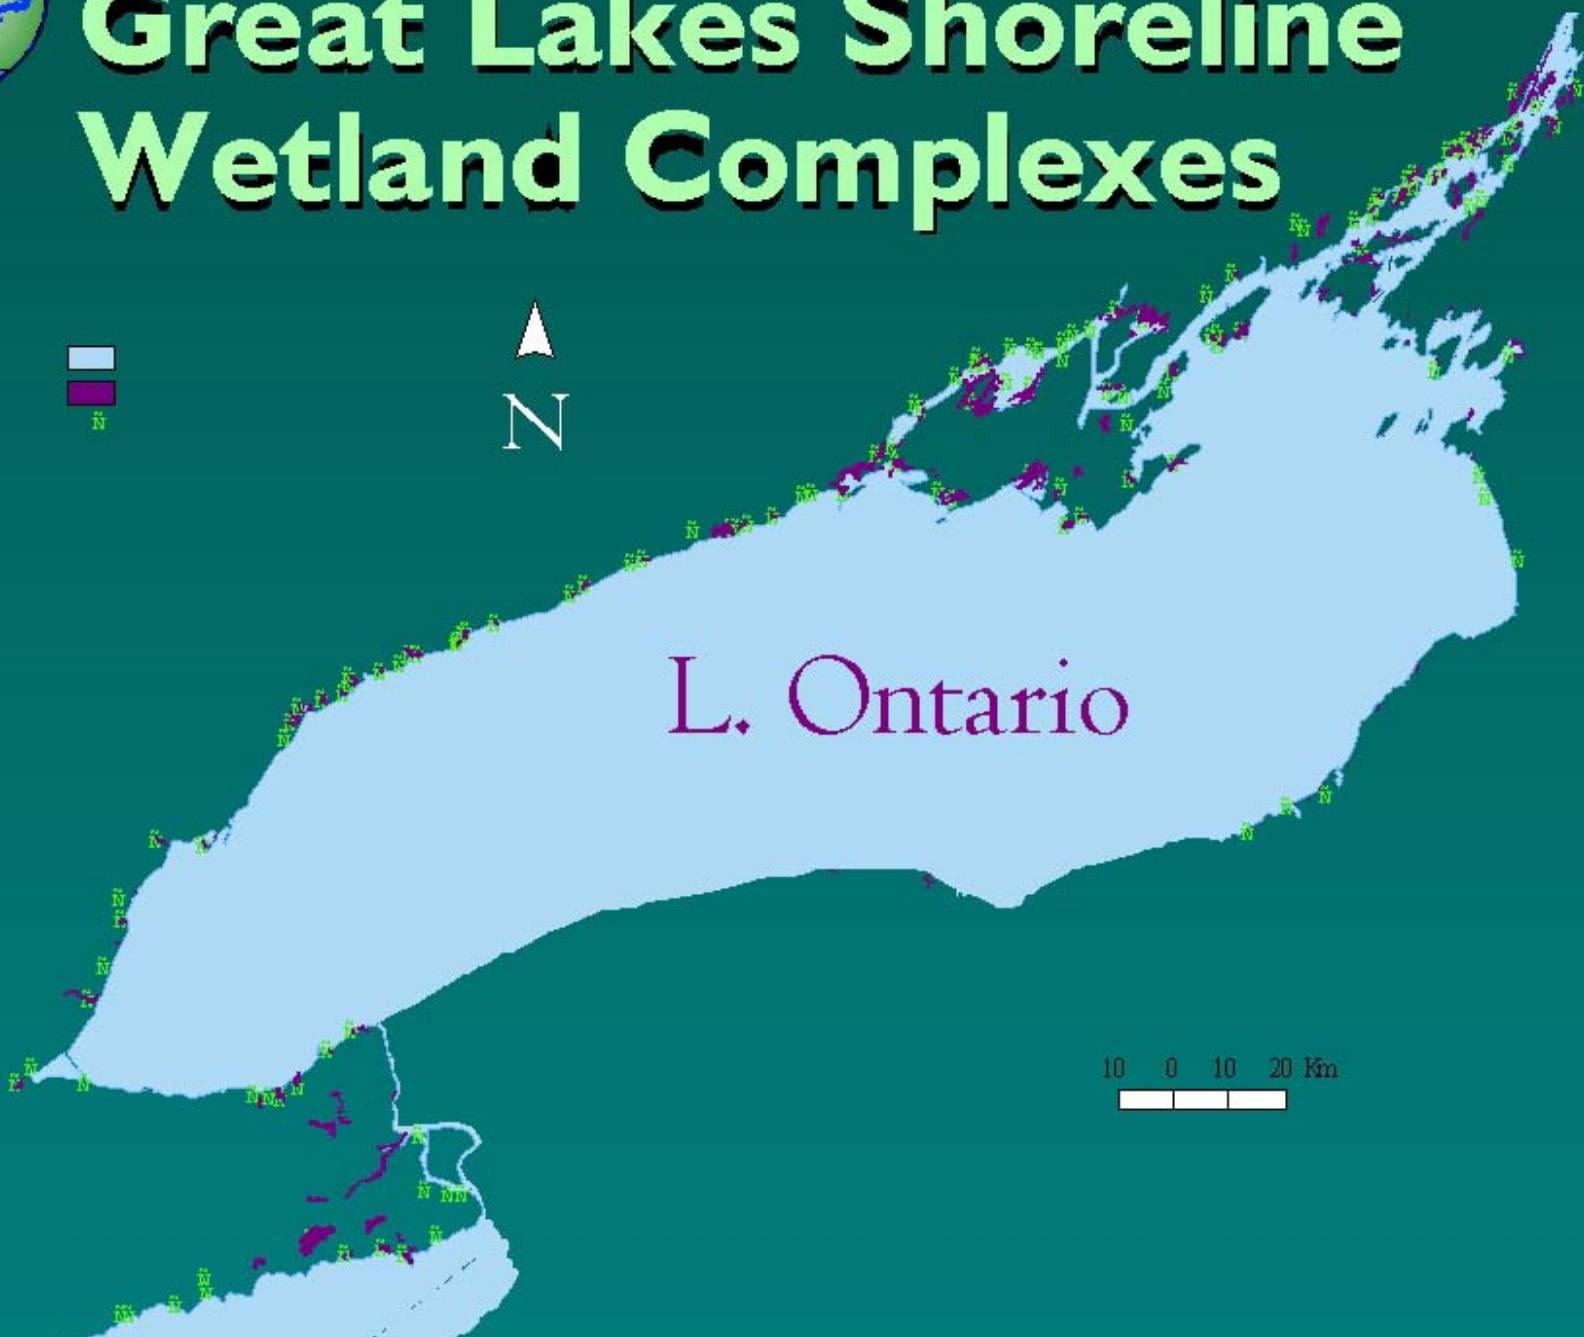 Great Lakes Shoreline
Wetland Complexes
N
L. Ontario
10 0 10 20 Km